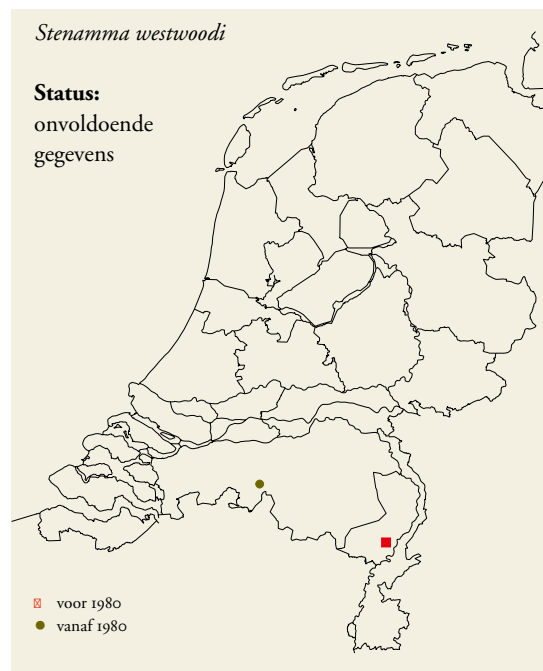 Stenamma westwoodi
Status:
onvoldoende
gegevens
voor 1980
vanaf 1980